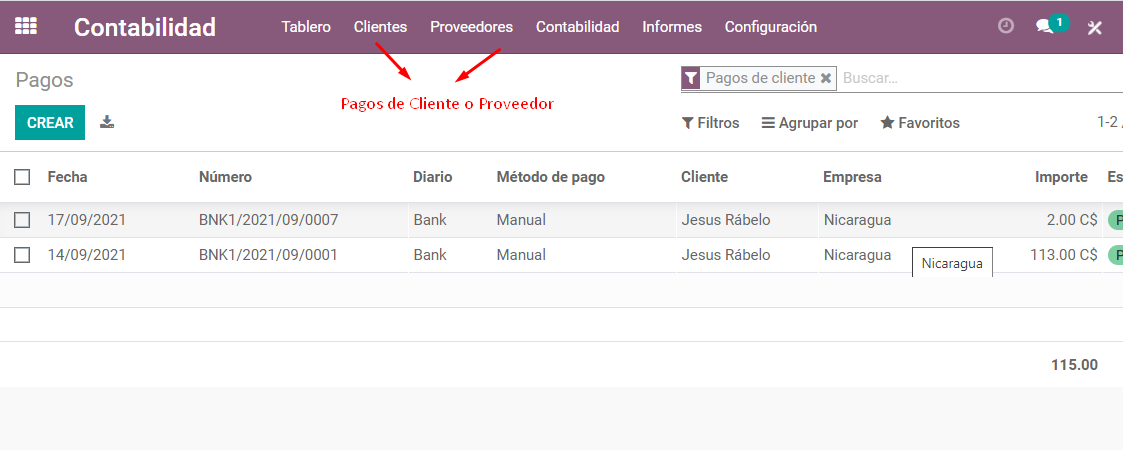 Contabilidad Tablero Clientes Proveedores Contabilidad Informes Configuración 1
Pagos Pagos de cliente Buscar...
Pagos de Cliente o Proveedor
CREAR Filtros Agrupar por Favoritos 1-2 /
Fecha Número Diario Método de pago Cliente Empresa Importe Es
17/09/2021 BNK1/2021/09/0007 Bank Manual Jesus Rábelo Nicaragua 2.00 C$ P
14/09/2021 BNK1/2021/09/0001 Bank Manual Jesus Rábelo Nicaragua 113.00 C$ P
Nicaragua
115.00